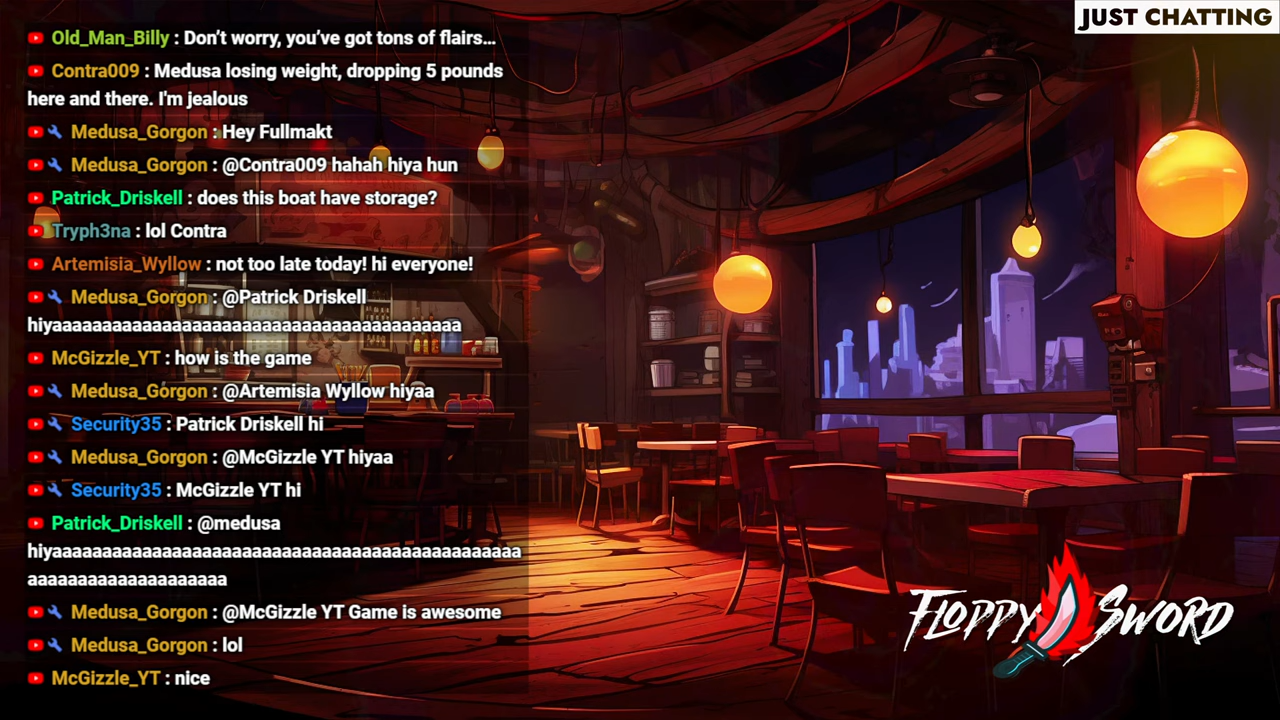 JUST CHATTING
Old_Man_Billy : Don’t worry, you’ve got tons of flairs...
Contra009 : Medusa losing weight, dropping 5 pounds
here and there. I'm jealous
Medusa_Gorgon : Hey Fullmakt
Medusa_Gorgon : @Contra009 hahah hiya hun
Patrick_Driskell : does this boat have storage?
Tryph3na : lol Contra
Artemisia_Wyllow : not too late today! hi everyone!
Medusa_Gorgon : @Patrick Driskell
hiyaaaaaaaaaaaaaaaaaaaaaaaaaaaaaaaaaaaaaaaaa
McGizzle_YT : how is the game
Medusa_Gorgon : @Artemisia Wyllow hiyaa
Security35 : Patrick Driskell hi
Medusa_Gorgon : @McGizzle YT hiyaa
Security35 : McGizzle YT hi
Patrick_Driskell : @medusa
hiyaaaaaaaaaaaaaaaaaaaaaaaaaaaaaaaaaaaaaaaaaaaaaaa
aaaaaaaaaaaaaaaaaaaa
Medusa_Gorgon : @McGizzle YT Game is awesome
Medusa_Gorgon : lol
McGizzle_YT : nice
FLOPPY SWORD